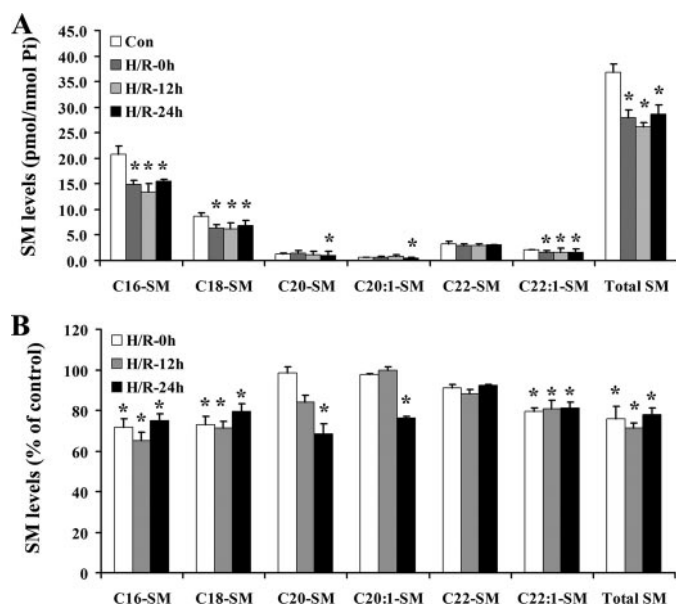 A
SM levels (pmol/nmol Pi)
45.0
40.0
35.0
30.0
25.0
20.0
15.0
10.0
5.0
0.0
Con
H/R-0h
H/R-12h
H/R-24h
* * *
* * *
*
*
* * *
* * *
C16-SM C18-SM C20-SM C20:1-SM C22-SM C22:1-SM Total SM
B
SM levels (% of control)
120
100
80
60
40
20
0
H/R-0h
H/R-12h
H/R-24h
* * *
* * *
*
*
* * *
* * *
C16-SM C18-SM C20-SM C20:1-SM C22-SM C22:1-SM Total SM